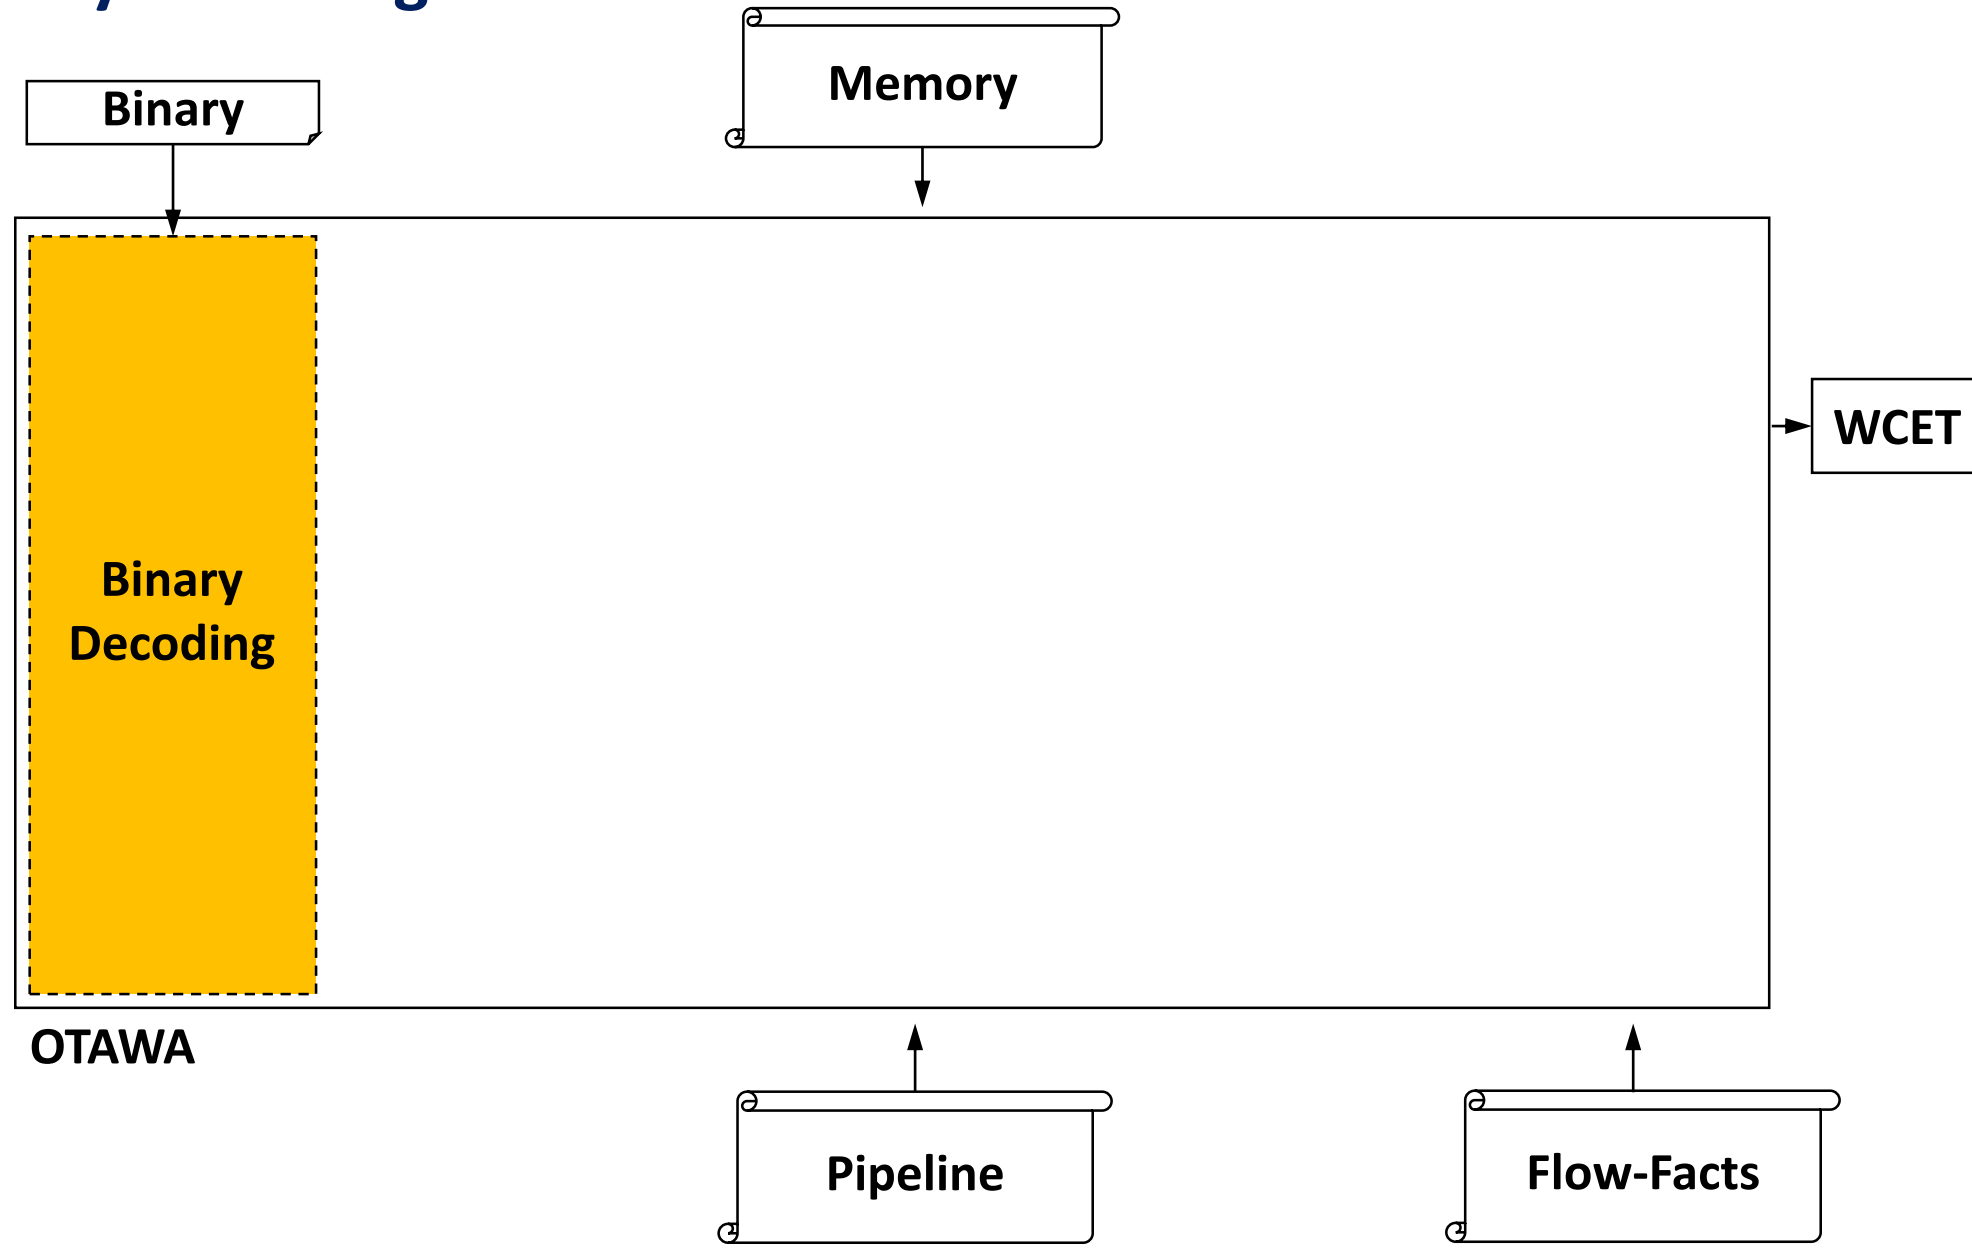 Memory
Binary
WCET
Binary
Decoding
OTAWA
Pipeline
Flow-Facts